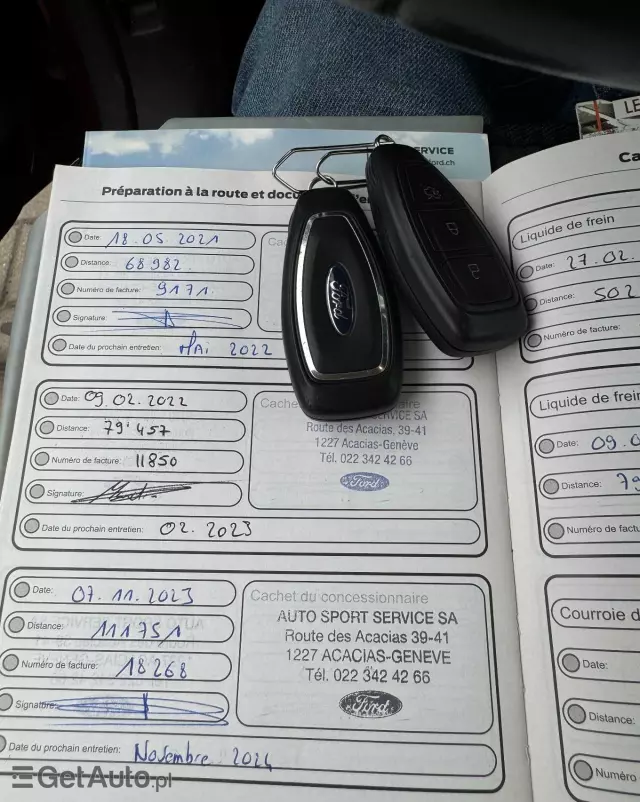 SERVICE
ford.ch
LE
Préparation à la route et
Date: 18.05.2021
Distance: 68982
Numéro de facture: 9171
Signature:
Date du prochain entretien: Mai 2022
Ford
Date: 09.02.2022
Distance: 79'457
Numéro de facture: 11850
Signature:
Date du prochain entretien: 02.2023
SERVICE SA
Route des Acacias, 39-41
1227 Acacias-Genève
Tél. 022 342 42 66
Ford
Date: 07.11.2023
Distance: 111751
Numéro de facture: 18268
Signature:
Date du prochain entretien: Novembre 2024
Cachet du concessionnaire
AUTO SPORT SERVICE SA
Route des Acacias 39-41
1227 ACACIAS-GENEVE
Tél. 022 342 42 66
Ford
Ca
Liquide de frein
Date: 27.02.
Distance: 502
Numéro de facture:
Liquide de frein
Date: 09.0
Distance: 79
Numéro de factu
Courroie d
Date:
Distance:
Numéro
GetAuto.pl